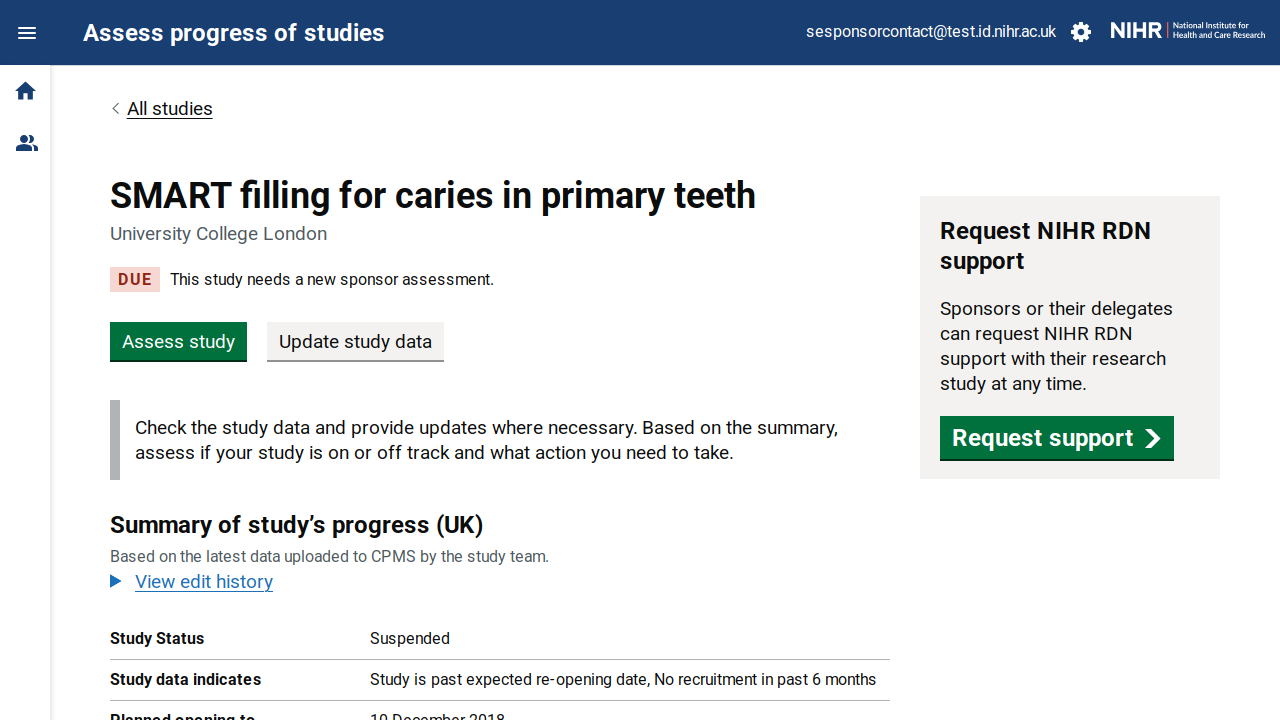 Assess progress of studies
sesponsorcontact@test.id.nihr.ac.uk
NIHR
National Institute for
Health and Care Research
All studies
SMART filling for caries in primary teeth
University College London
DUE
This study needs a new sponsor assessment.
Assess study
Update study data
Check the study data and provide updates where necessary. Based on the summary,
assess if your study is on or off track and what action you need to take.
Summary of study’s progress (UK)
Based on the latest data uploaded to CPMS by the study team.
View edit history
Study Status
Suspended
Study data indicates
Study is past expected re-opening date, No recruitment in past 6 months
Planned opening to
10 December 2018
Request NIHR RDN
support
Sponsors or their delegates
can request NIHR RDN
support with their research
study at any time.
Request support